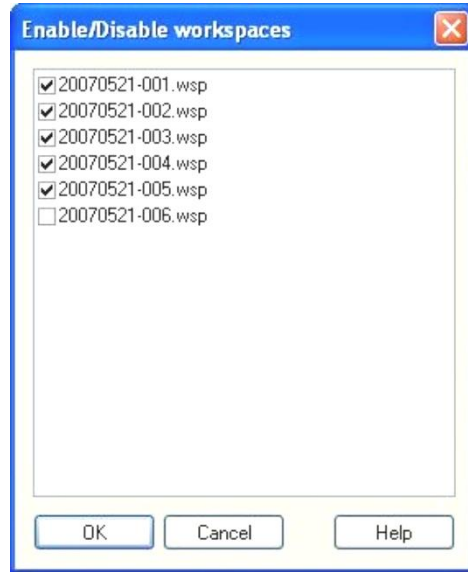 Enable/Disable workspaces
20070521-001.wsp
20070521-002.wsp
20070521-003.wsp
20070521-004.wsp
20070521-005.wsp
20070521-006.wsp
OK Cancel Help